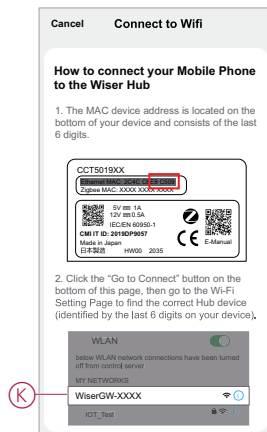 Cancel Connect to Wifi
How to connect your Mobile Phone
to the Wiser Hub
1. The MAC device address is located on the
bottom of your device and consists of the last
6 digits.
CCT5019XX
Ethernet MAC: 2C4C C6E8 C509
Zigbee MAC: XXXX XXXX XXXX
5V ⎓ 1A
12V ⎓ 0.5A
IEC/EN 60950-1
CMI IT ID: 2019DP9057
Made in Japan
日本製造 HW00 2035
CE
E-Manual
2. Click the “Go to Connect” button on the
bottom of this page, then go to the Wi-Fi
Setting Page to find the correct Hub device
(identified by the last 6 digits on your device).
WLAN
below WLAN network connections have been turned
off from control server
MY NETWORKS
K WiserGW-XXXX
IOT_Test